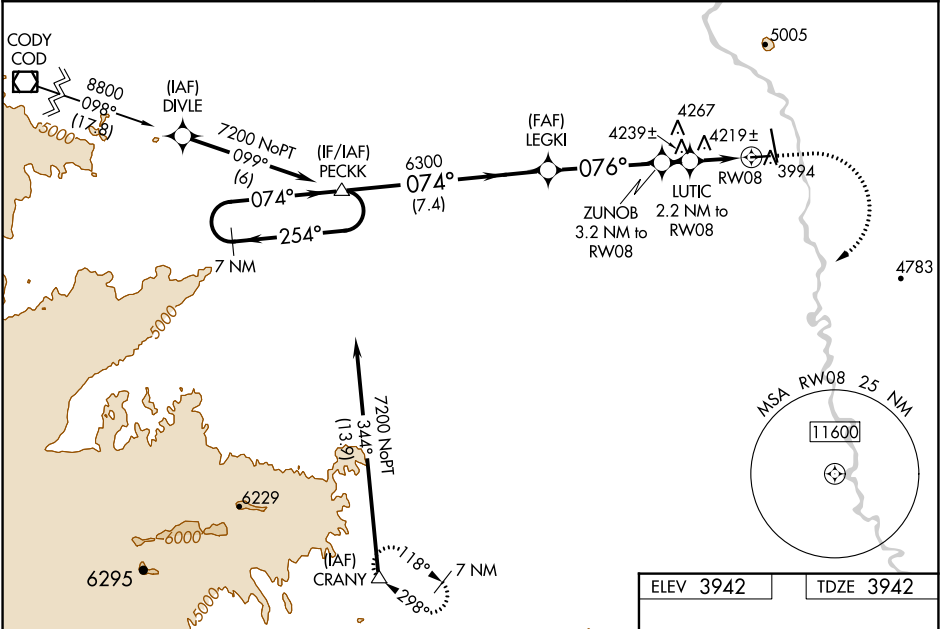 CODY
COD
8800
098°
(17.8)
5000
(IAF)
DIVLE
7200 NoPT
099°
(6)
(IF/IAF)
PECKK
074°
254°
7 NM
6300
074°
(7.4)
(FAF)
LEGKI
076°
4239±
4267
4219±
5005
ZUNOB
3.2 NM to
RW08
LUTIC
2.2 NM to
RW08
RW08
3994
4783
5000
7200 NoPT
344°
(13.9)
6229
6000
6295
5000
(IAF)
CRANY
118°
298°
7 NM
MSA RW08 25 NM
11600
ELEV 3942
TDZE 3942